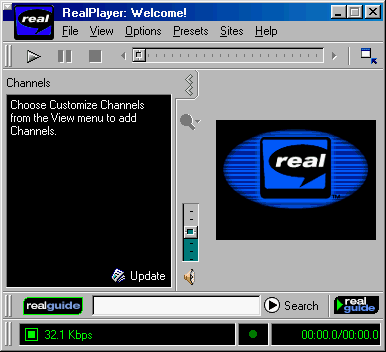 real
RealPlayer: Welcome!
File View Options Presets Sites Help
Channels
Choose Customize Channels
from the View menu to add
Channels.
real
Update
realguide
Search
real
guide
32.1 Kbps
00:00.0/00:00.0